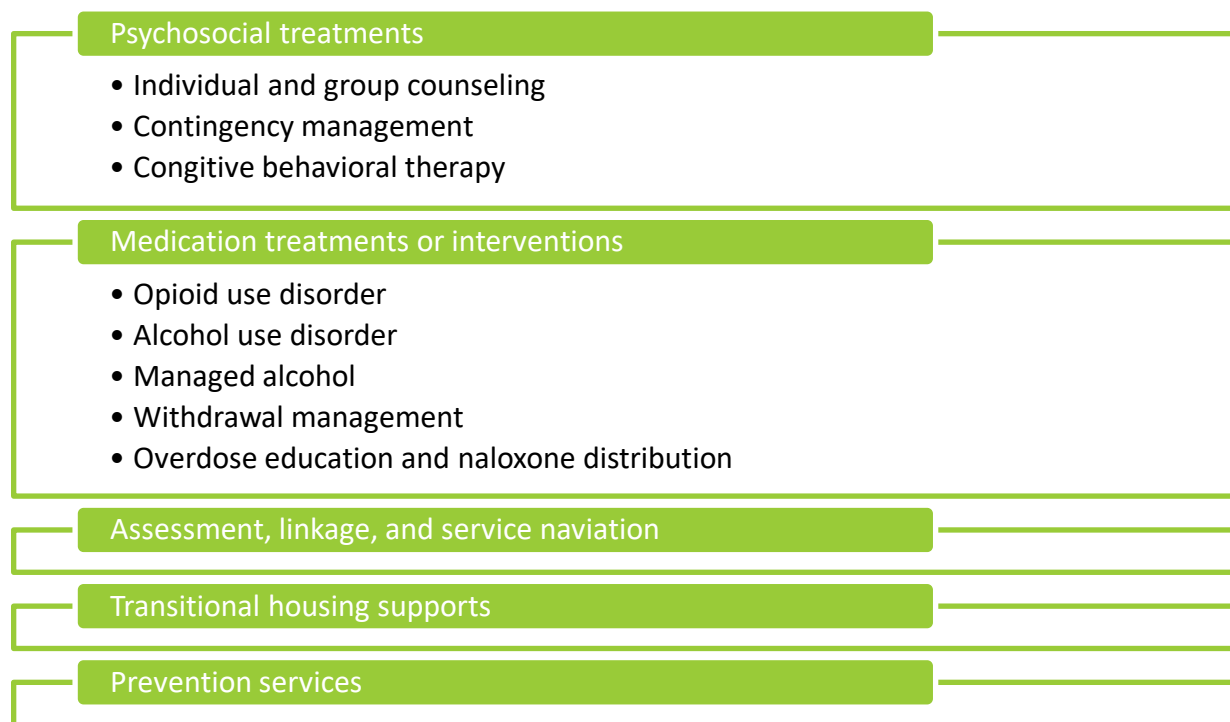 Psychosocial treatments
• Individual and group counseling
• Contingency management
• Congitive behavioral therapy
Medication treatments or interventions
• Opioid use disorder
• Alcohol use disorder
• Managed alcohol
• Withdrawal management
• Overdose education and naloxone distribution
Assessment, linkage, and service naviation
Transitional housing supports
Prevention services